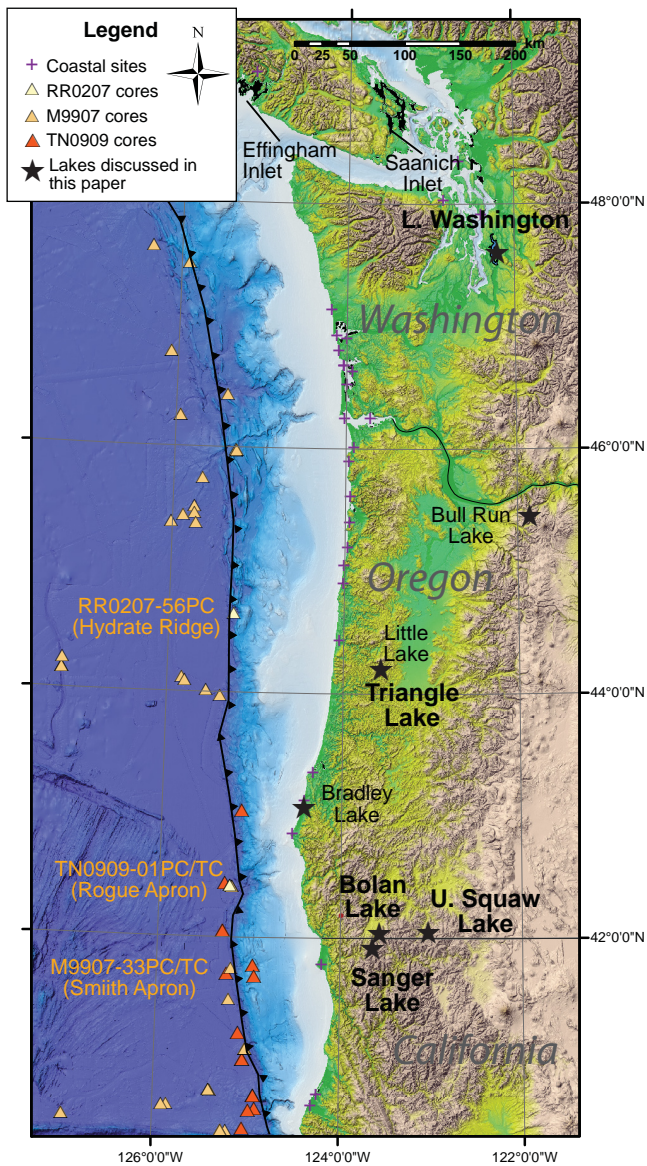 Legend
Coastal sites
RR0207 cores
M9907 cores
TN0909 cores
Lakes discussed in
this paper
N
0 25 50 100 150 200
km
Effingham
Inlet
Saanich
Inlet
48°0'0"N
L. Washington
Washington
46°0'0"N
Bull Run
Lake
Oregon
RR0207-56PC
(Hydrate Ridge)
Little
Lake
Triangle
Lake
44°0'0"N
Bradley
Lake
TN0909-01PC/TC
(Rogue Apron)
Bolan
Lake
U. Squaw
Lake
42°0'0"N
M9907-33PC/TC
(Smiith Apron)
Sanger
Lake
California
126°0'0"W
124°0'0"W
122°0'0"W